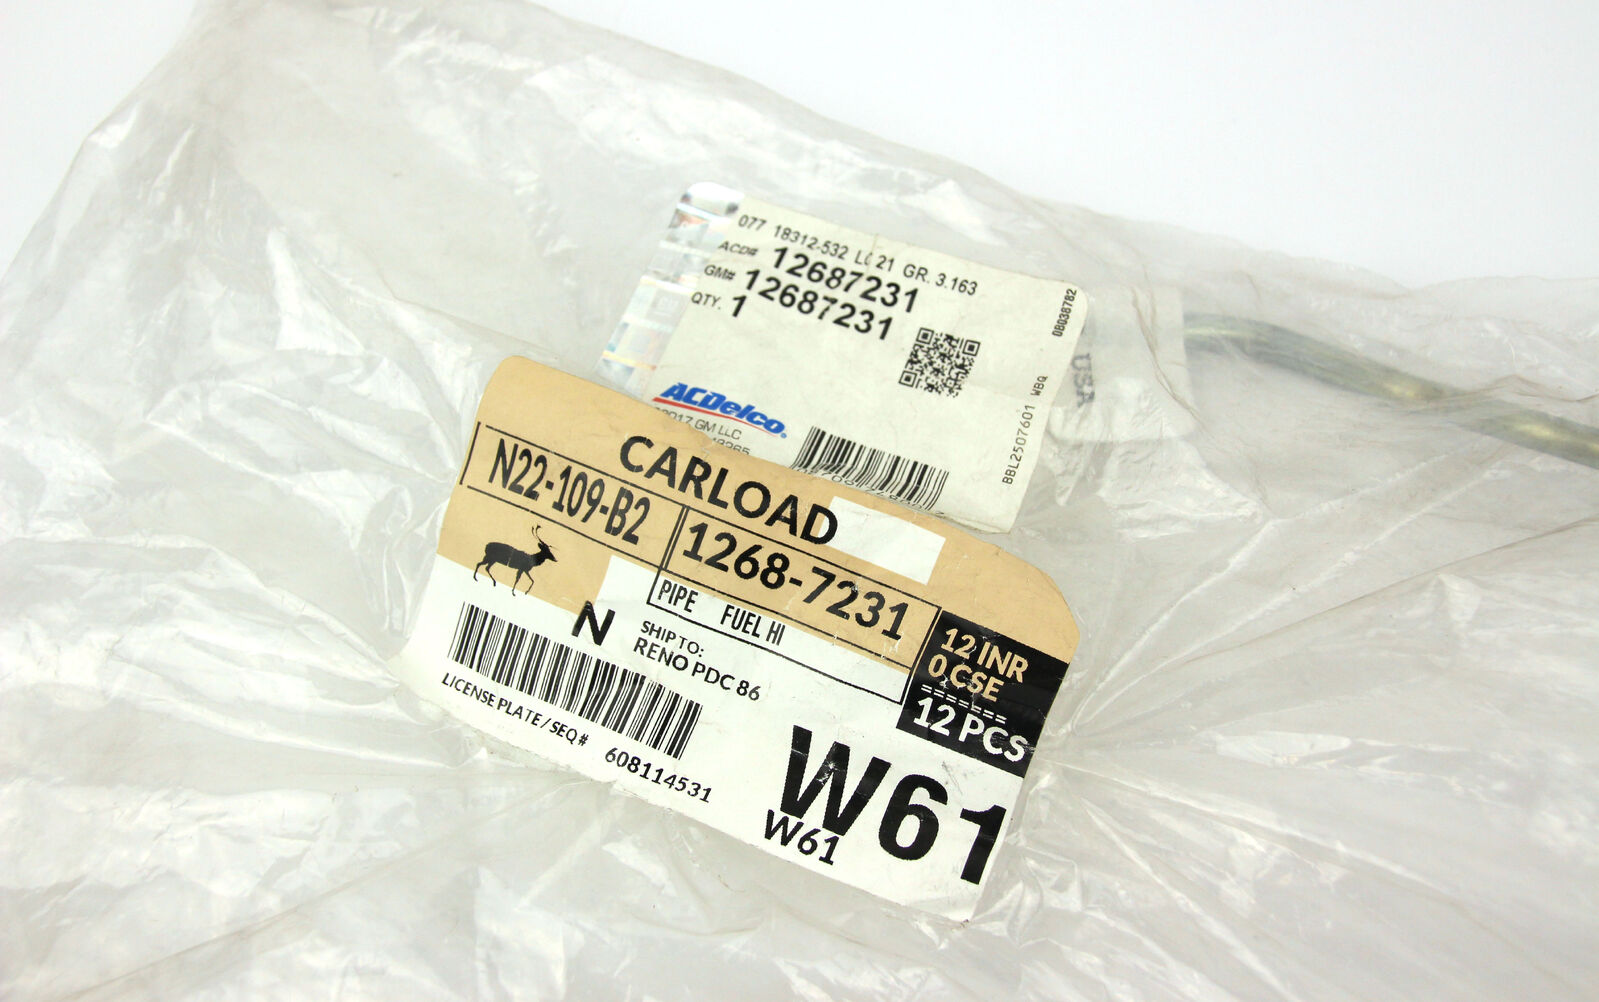 077 18312-532 LC 21 GR. 3.163
ACD# 12687231
GM# 12687231
QTY. 1
0B038782
BBL2507601 WBQ
USA
ACDelco
2017 GM LLC
48265
CARLOAD
N22-109-B2
1268-7231
PIPE FUEL HI
12 INR
0 CSE
=======
12 PCS
N
SHIP TO:
RENO PDC 86
LICENSE PLATE / SEQ # 608114531
W61
W61